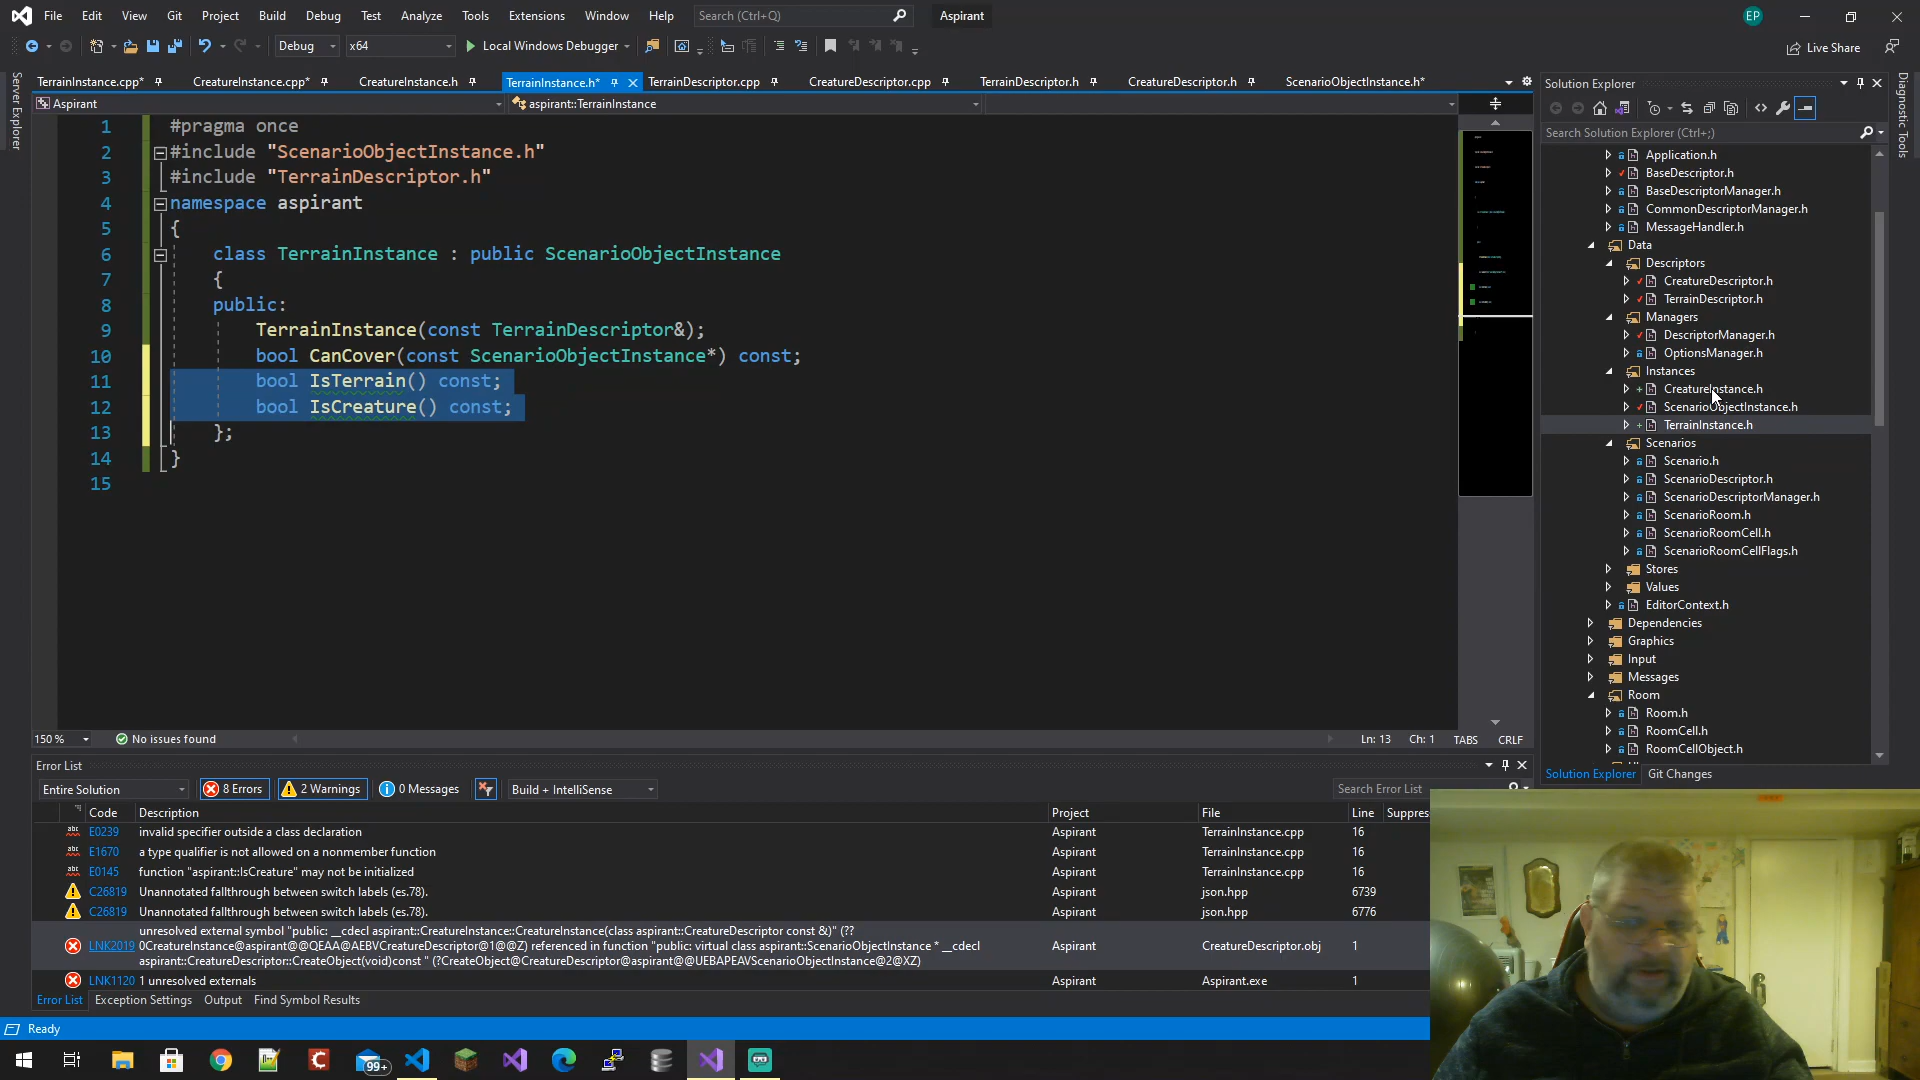 File Edit View Git Project Build Debug Test Analyze Tools Extensions Window Help Search (Ctrl+Q) Aspirant EP
Debug x64 Local Windows Debugger Live Share
TerrainInstance.cpp* CreatureInstance.cpp* CreatureInstance.h TerrainInstance.h* TerrainDescriptor.cpp CreatureDescriptor.cpp TerrainDescriptor.h CreatureDescriptor.h ScenarioObjectInstance.h*
Server Explorer
Aspirant aspirant::TerrainInstance
1 #pragma once
2 #include "ScenarioObjectInstance.h"
3 #include "TerrainDescriptor.h"
4 namespace aspirant
5 {
6 class TerrainInstance : public ScenarioObjectInstance
7 {
8 public:
9 TerrainInstance(const TerrainDescriptor&);
10 bool CanCover(const ScenarioObjectInstance*) const;
11 bool IsTerrain() const;
12 bool IsCreature() const;
13 };
14 }
15
150 % No issues found Ln: 13 Ch: 1 TABS CRLF
Solution Explorer
Search Solution Explorer (Ctrl+;)
Application.h
BaseDescriptor.h
BaseDescriptorManager.h
CommonDescriptorManager.h
MessageHandler.h
Data
Descriptors
CreatureDescriptor.h
TerrainDescriptor.h
Managers
DescriptorManager.h
OptionsManager.h
Instances
CreatureInstance.h
ScenarioObjectInstance.h
TerrainInstance.h
Scenarios
Scenario.h
ScenarioDescriptor.h
ScenarioDescriptorManager.h
ScenarioRoom.h
ScenarioRoomCell.h
ScenarioRoomCellFlags.h
Stores
Values
EditorContext.h
Dependencies
Graphics
Input
Messages
Room
Room.h
RoomCell.h
RoomCellObject.h
Solution Explorer Git Changes
Diagnostic Tools
Error List
Entire Solution 8 Errors 2 Warnings 0 Messages Build + IntelliSense Search Error List
Code Description Project File Line Suppres
abc E0239 invalid specifier outside a class declaration Aspirant TerrainInstance.cpp 16
abc E1670 a type qualifier is not allowed on a nonmember function Aspirant TerrainInstance.cpp 16
abc E0145 function "aspirant::IsCreature" may not be initialized Aspirant TerrainInstance.cpp 16
C26819 Unannotated fallthrough between switch labels (es.78). Aspirant json.hpp 6739
C26819 Unannotated fallthrough between switch labels (es.78). Aspirant json.hpp 6776
unresolved external symbol "public: __cdecl aspirant::CreatureInstance::CreatureInstance(class aspirant::CreatureDescriptor const &)" (??
LNK2019 0CreatureInstance@aspirant@@QEAA@AEBVCreatureDescriptor@1@@Z) referenced in function "public: virtual class aspirant::ScenarioObjectInstance * __cdecl Aspirant CreatureDescriptor.obj 1
aspirant::CreatureDescriptor::CreateObject(void)const " (?CreateObject@CreatureDescriptor@aspirant@@UEBAPEAVScenarioObjectInstance@2@XZ)
LNK1120 1 unresolved externals Aspirant Aspirant.exe 1
Error List Exception Settings Output Find Symbol Results
Ready
99+